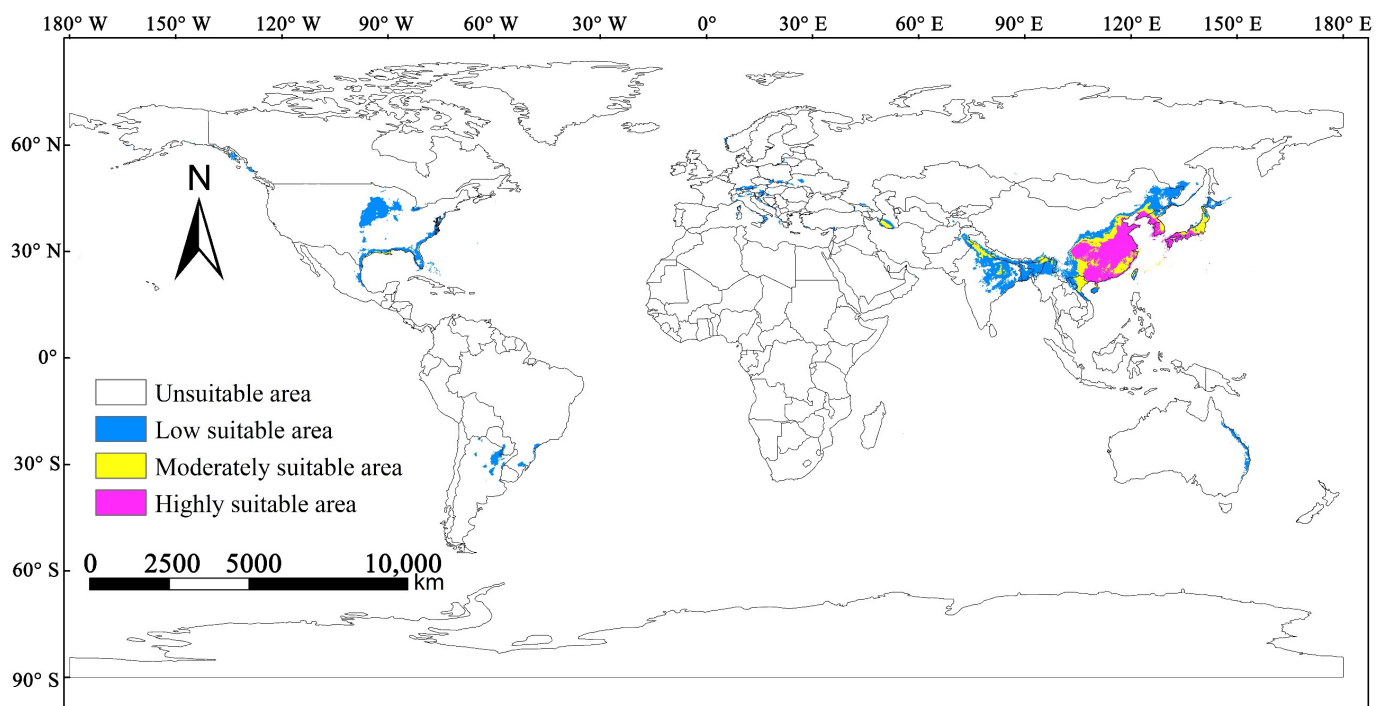 180° W 150° W 120° W 90° W 60° W 30° W 0° 30° E 60° E 90° E 120° E 150° E 180° E
60° N
N
30° N
0°
Unsuitable area
Low suitable area
30° S
Moderately suitable area
Highly suitable area
0 2500 5000 10,000
km
60° S
90° S